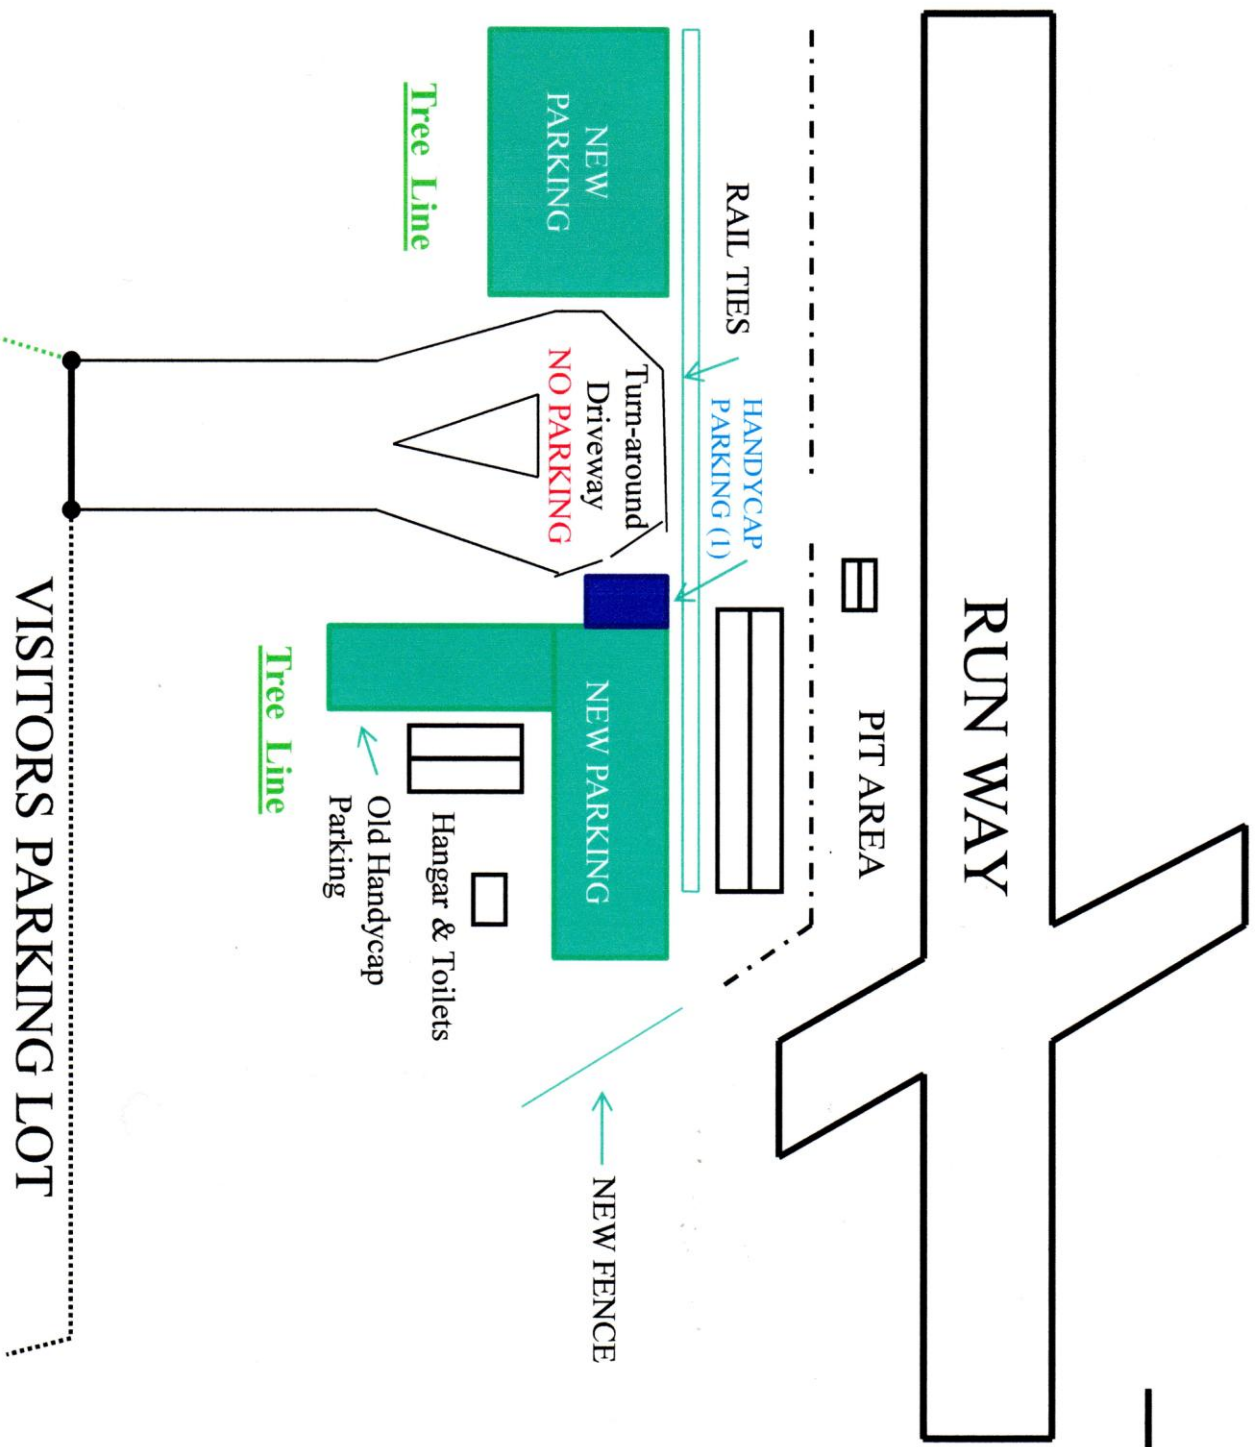 RUN WAY
PIT AREA
RAIL TIES
HANDYCAP
PARKING (1)
NEW
PARKING
Turn-around
Driveway
NO PARKING
NEW PARKING
NEW FENCE
Tree Line
Hangar & Toilets
Old Handycap
Parking
Tree Line
VISITORS PARKING LOT